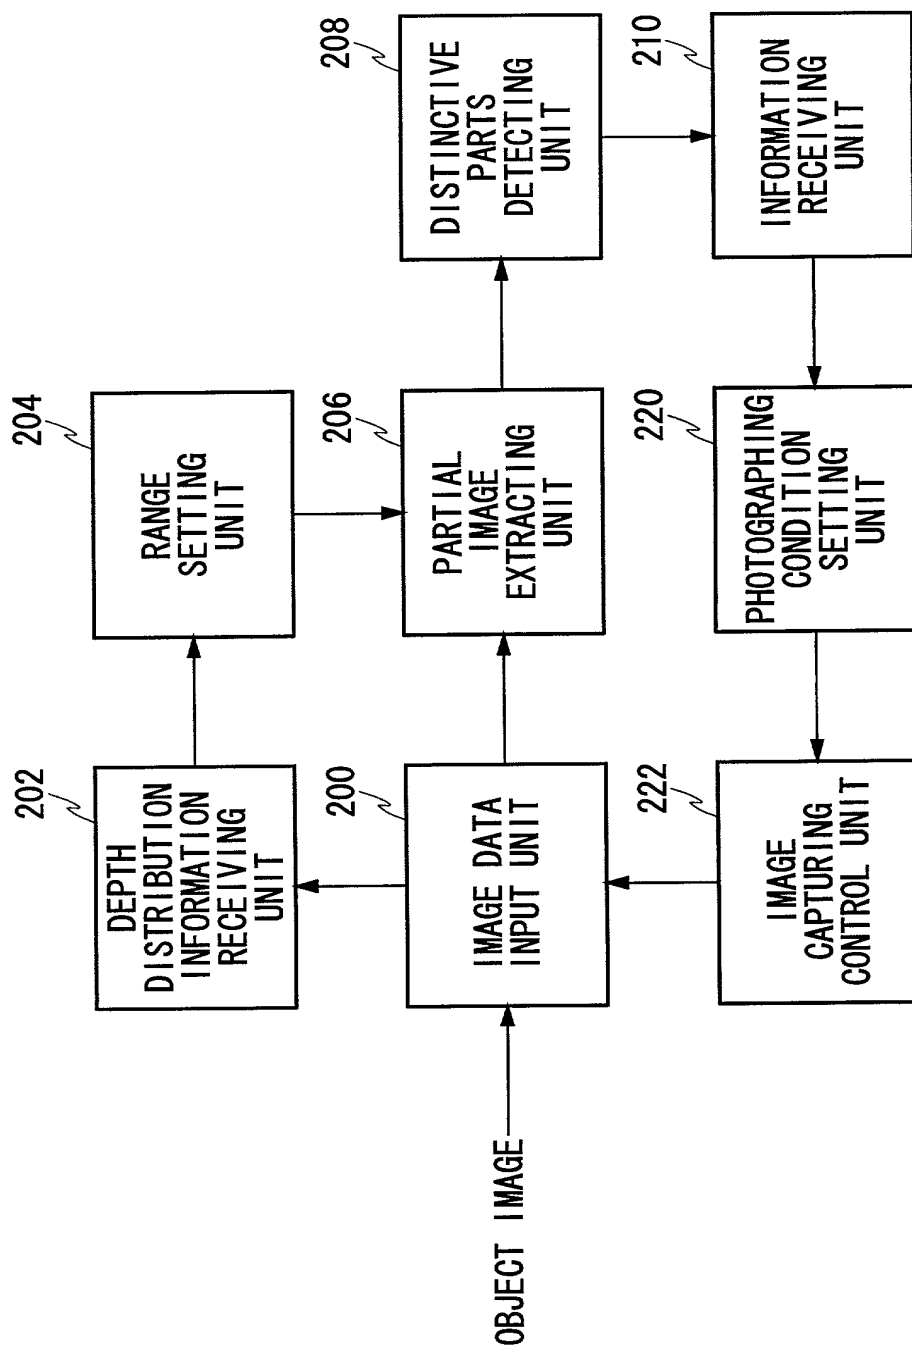 202
DEPTH
DISTRIBUTION
INFORMATION
RECEIVING
UNIT
204
RANGE
SETTING
UNIT
OBJECT IMAGE
200
IMAGE DATA
INPUT UNIT
206
PARTIAL
IMAGE
EXTRACTING
UNIT
208
DISTINCTIVE
PARTS
DETECTING
UNIT
222
IMAGE
CAPTURING
CONTROL UNIT
220
PHOTOGRAPHING
CONDITION
SETTING
UNIT
210
INFORMATION
RECEIVING
UNIT